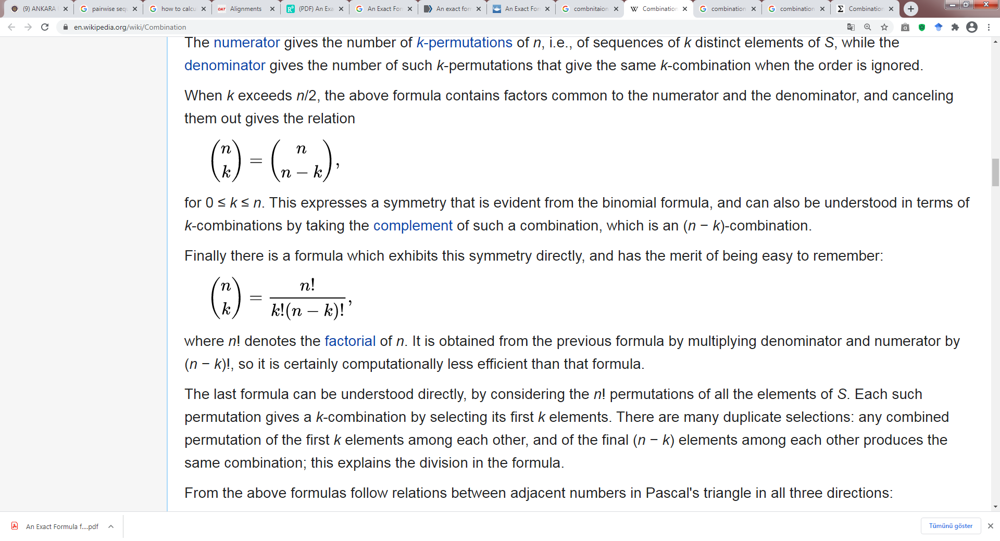 (9) ANKARA
pairwise seq
how to calcu
Alignments
(PDF) An Exa
An Exact For
An exact for
An Exact For
combnitaion
Combination
combination
combination
Combination
en.wikipedia.org/wiki/Combination
The numerator gives the number of k-permutations of n, i.e., of sequences of k distinct elements of S, while the
denominator gives the number of such k-permutations that give the same k-combination when the order is ignored.
When k exceeds n/2, the above formula contains factors common to the numerator and the denominator, and canceling
them out gives the relation
(n k) = (n n − k),
for 0 ≤ k ≤ n. This expresses a symmetry that is evident from the binomial formula, and can also be understood in terms of
k-combinations by taking the complement of such a combination, which is an (n − k)-combination.
Finally there is a formula which exhibits this symmetry directly, and has the merit of being easy to remember:
(n k) = n! / k!(n − k)!,
where n! denotes the factorial of n. It is obtained from the previous formula by multiplying denominator and numerator by
(n − k)!, so it is certainly computationally less efficient than that formula.
The last formula can be understood directly, by considering the n! permutations of all the elements of S. Each such
permutation gives a k-combination by selecting its first k elements. There are many duplicate selections: any combined
permutation of the first k elements among each other, and of the final (n − k) elements among each other produces the
same combination; this explains the division in the formula.
From the above formulas follow relations between adjacent numbers in Pascal's triangle in all three directions:
An Exact Formula f....pdf
Tümünü göster